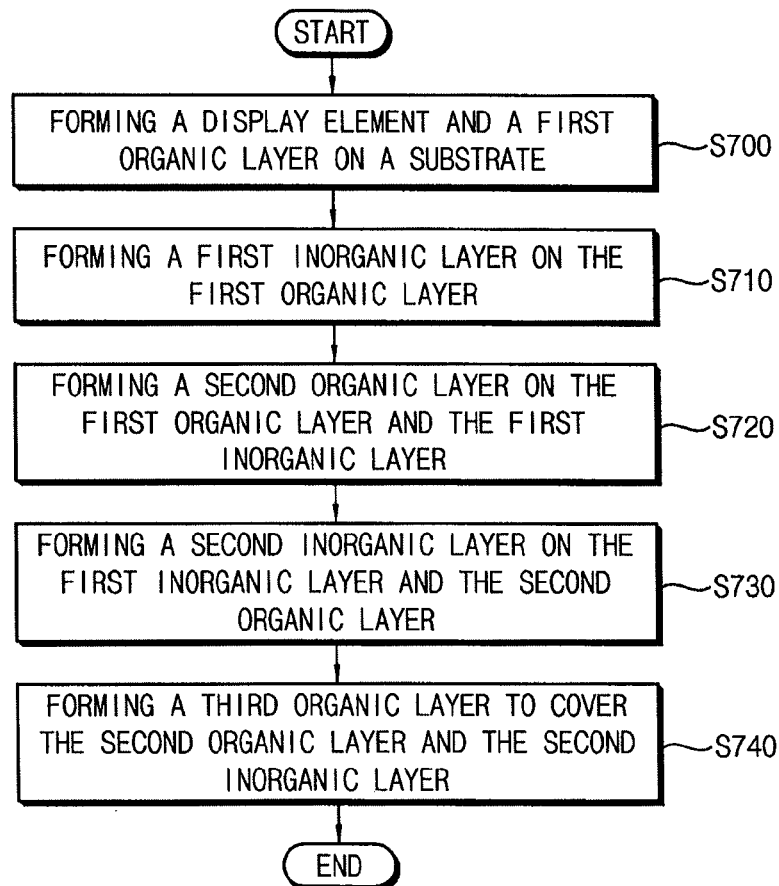 START
FORMING A DISPLAY ELEMENT AND A FIRST
ORGANIC LAYER ON A SUBSTRATE
S700
FORMING A FIRST INORGANIC LAYER ON THE
FIRST ORGANIC LAYER
S710
FORMING A SECOND ORGANIC LAYER ON THE
FIRST ORGANIC LAYER AND THE FIRST
INORGANIC LAYER
S720
FORMING A SECOND INORGANIC LAYER ON THE
FIRST INORGANIC LAYER AND THE SECOND
ORGANIC LAYER
S730
FORMING A THIRD ORGANIC LAYER TO COVER
THE SECOND ORGANIC LAYER AND THE SECOND
INORGANIC LAYER
S740
END